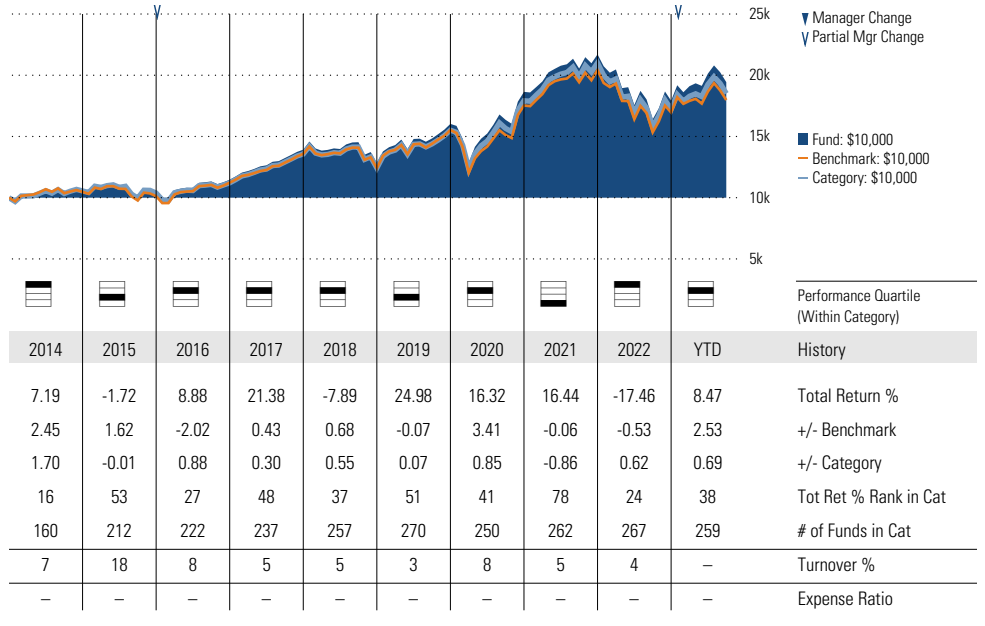 25k
▼ Manager Change
V Partial Mgr Change
20k
15k
Fund: $10,000
Benchmark: $10,000
Category: $10,000
10k
5k
Performance Quartile
(Within Category)
2014 2015 2016 2017 2018 2019 2020 2021 2022 YTD History
7.19 -1.72 8.88 21.38 -7.89 24.98 16.32 16.44 -17.46 8.47 Total Return %
2.45 1.62 -2.02 0.43 0.68 -0.07 3.41 -0.06 -0.53 2.53 +/- Benchmark
1.70 -0.01 0.88 0.30 0.55 0.07 0.85 -0.86 0.62 0.69 +/- Category
16 53 27 48 37 51 41 78 24 38 Tot Ret % Rank in Cat
160 212 222 237 257 270 250 262 267 259 # of Funds in Cat
7 18 8 5 5 3 8 5 4 – Turnover %
– – – – – – – – – – Expense Ratio